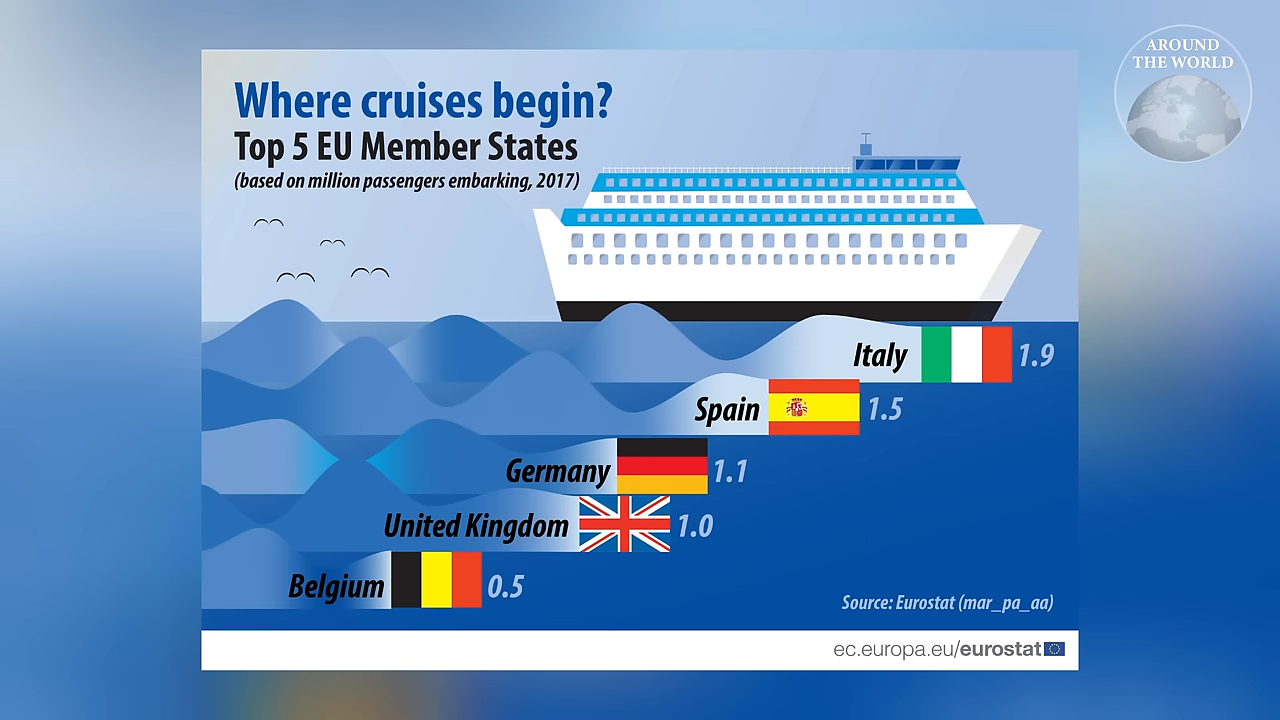 AROUND
THE WORLD
Where cruises begin?
Top 5 EU Member States
(based on million passengers embarking, 2017)
Italy 1.9
Spain 1.5
Germany 1.1
United Kingdom 1.0
Belgium 0.5
Source: Eurostat (mar_pa_aa)
ec.europa.eu/eurostat